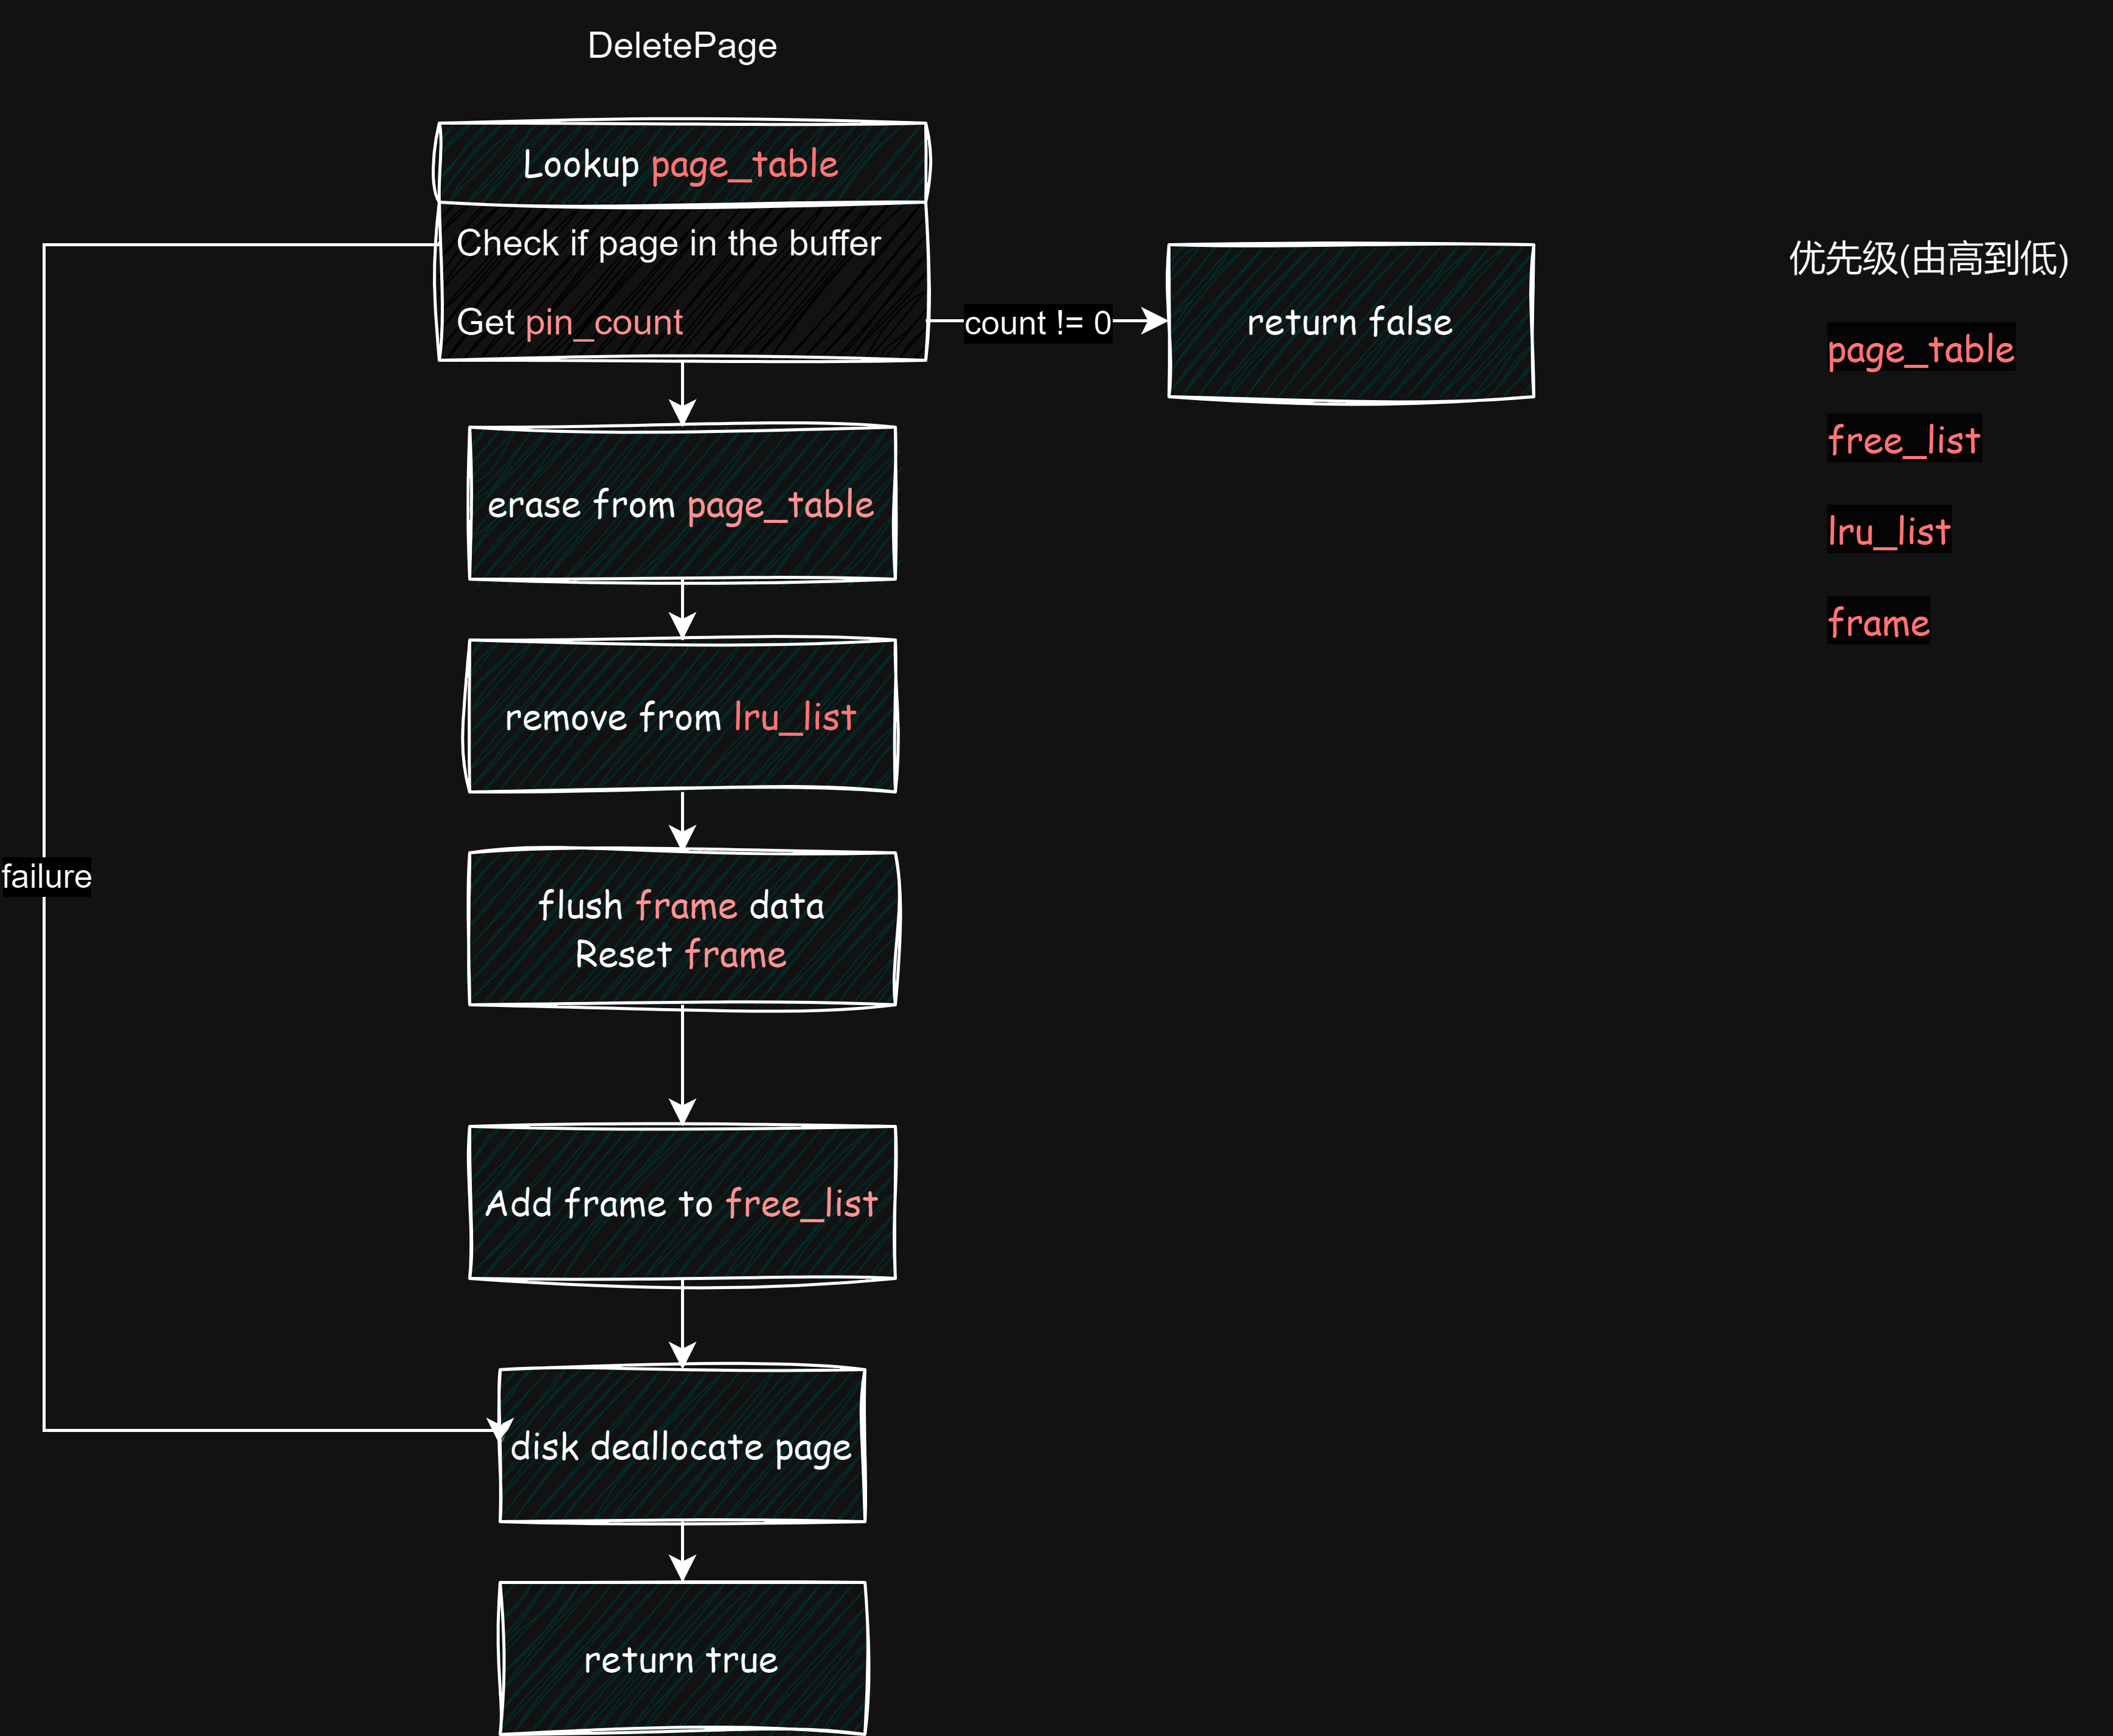 DeletePage
Lookup page_table
Check if page in the buffer
Get pin_count
count != 0
return false
erase from page_table
remove from lru_list
flush frame data
Reset frame
failure
Add frame to free_list
disk deallocate page
return true
优先级(由高到低)
page_table
free_list
lru_list
frame